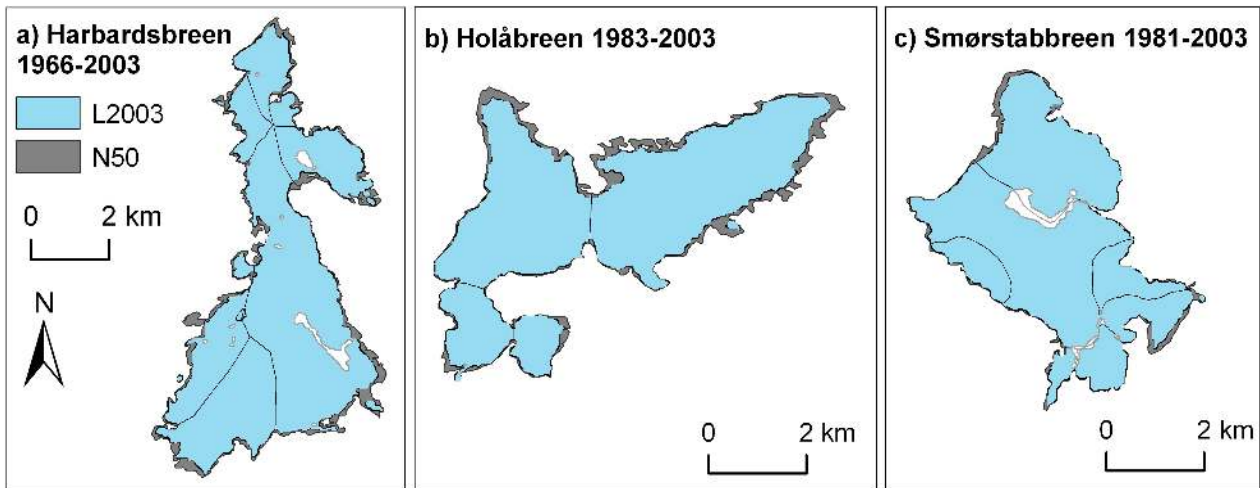 a) Harbardsbreen
1966-2003
L2003
N50
0 2 km
N
b) Holåbreen 1983-2003
0 2 km
c) Smørstabbreen 1981-2003
0 2 km